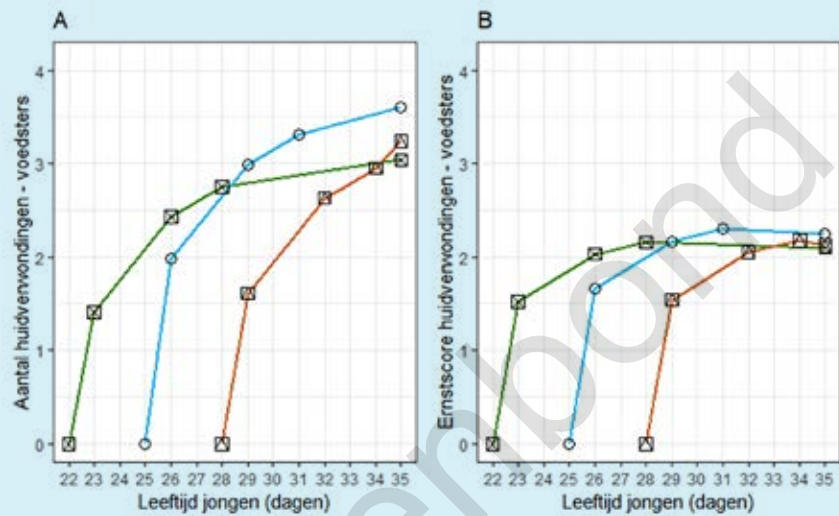 A
Aantal huidverwondingen - voedsters
4
3
2
1
0
22 23 24 25 26 27 28 29 30 31 32 33 34 35
Leeftijd jongen (dagen)
B
Ernstscore huidverwondingen - voedsters
4
3
2
1
0
22 23 24 25 26 27 28 29 30 31 32 33 34 35
Leeftijd jongen (dagen)
enbond